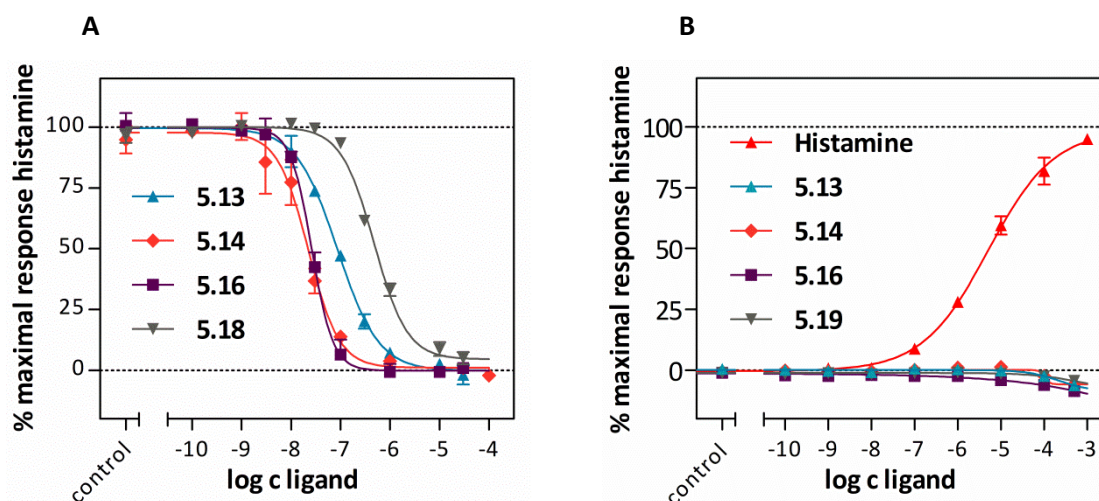 A
% maximal response histamine
100
75
50
25
0
5.13
5.14
5.16
5.18
control
-10 -9 -8 -7 -6 -5 -4
log c ligand
B
% maximal response histamine
100
75
50
25
0
Histamine
5.13
5.14
5.16
5.19
control
-10 -9 -8 -7 -6 -5 -4 -3
log c ligand